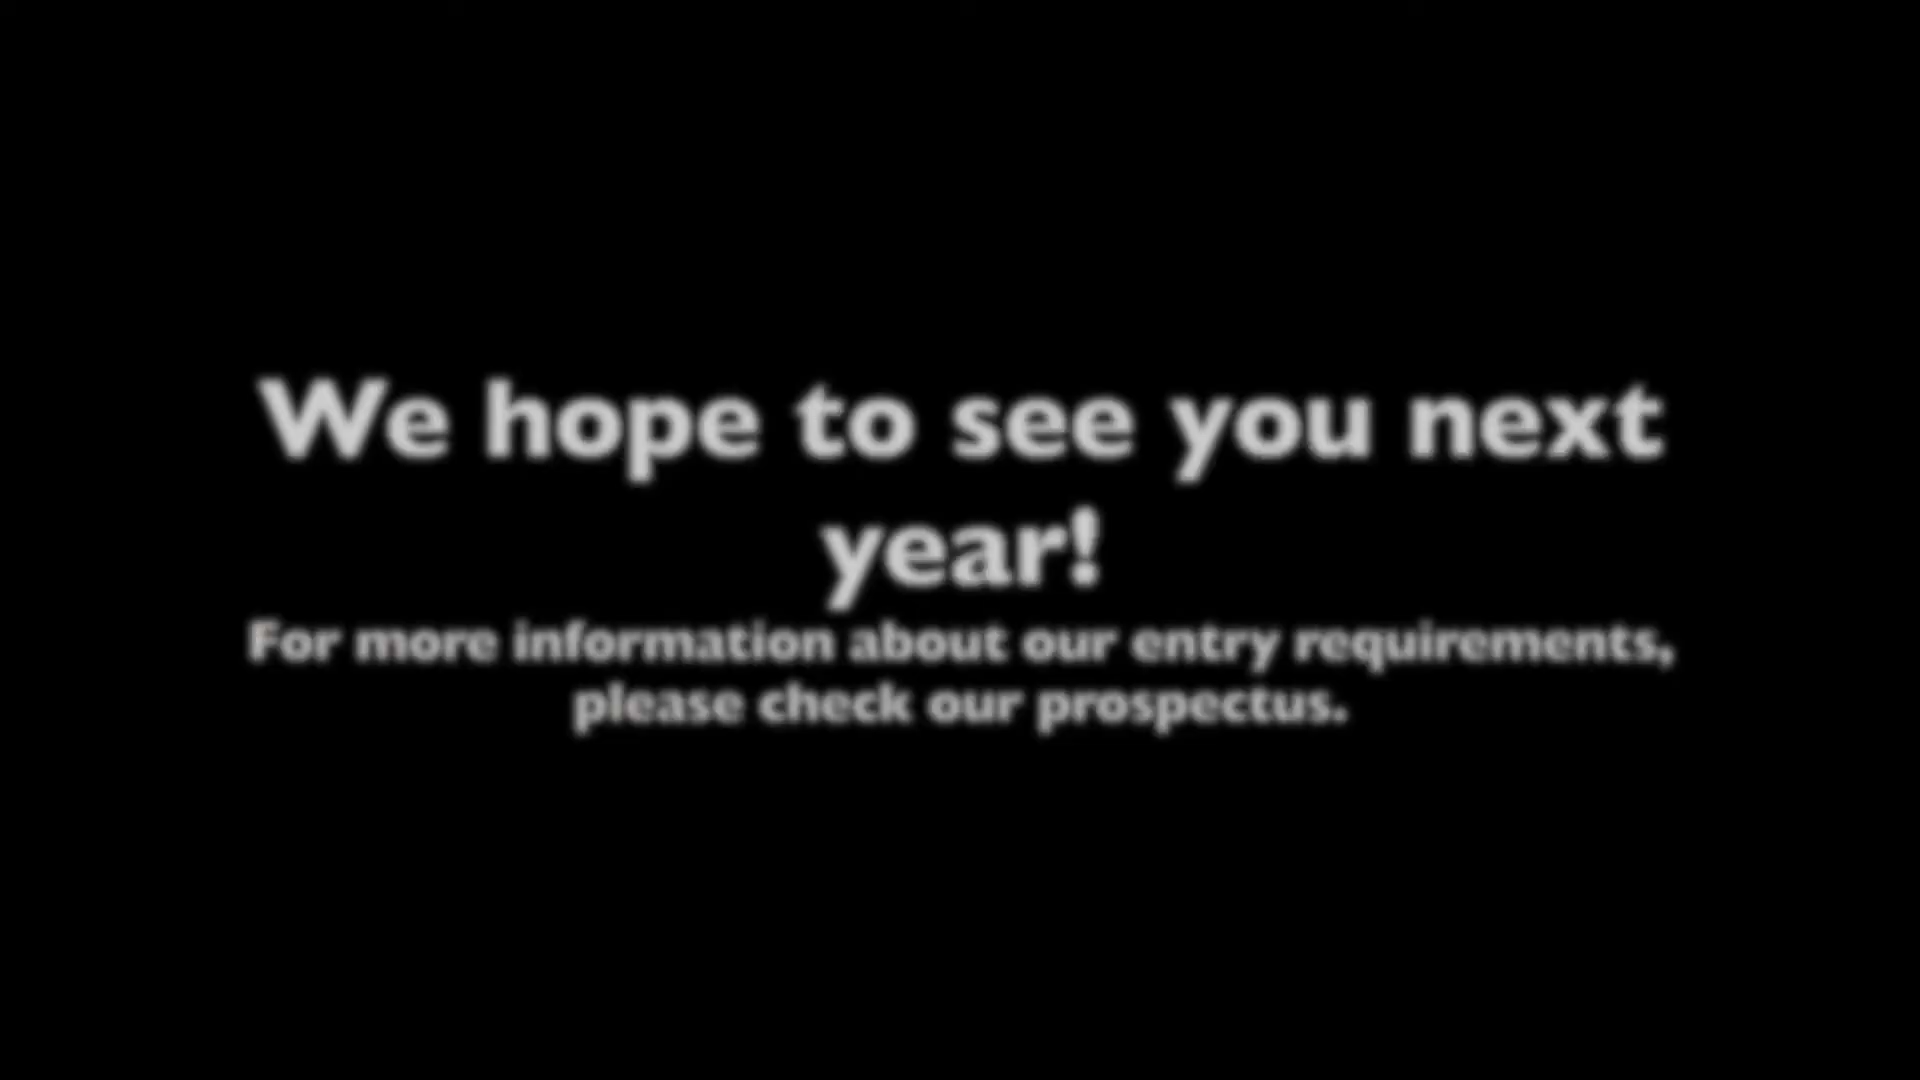 We hope to see you next
year!
For more information about our entry requirements,
please check our prospectus.